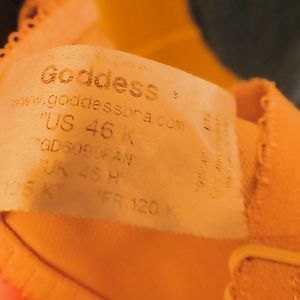 Goddess
www.goddessbra.com
"US 46 K
"GD6090FAN"
"UK 46 H"
105 K "FR 120 K